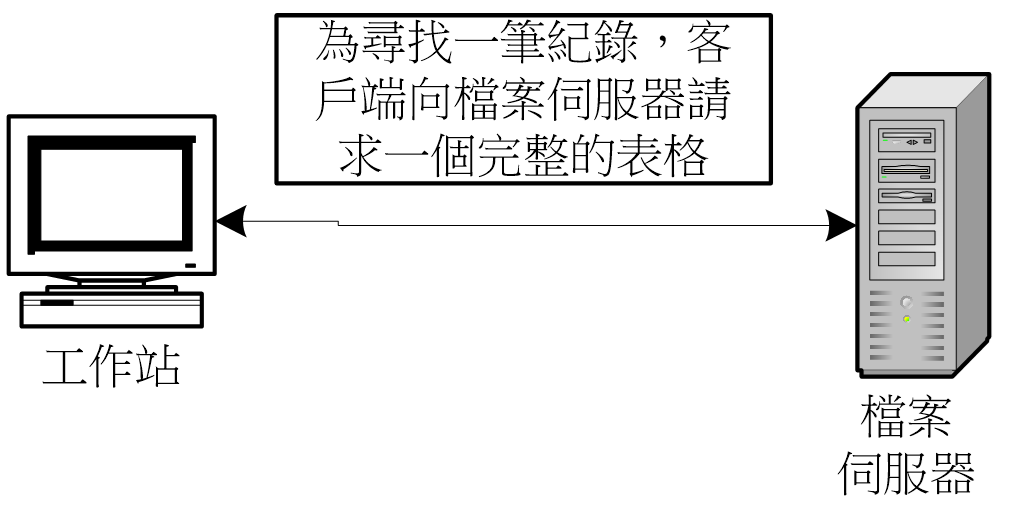 為尋找一筆紀錄，客
戶端向檔案伺服器請
求一個完整的表格
工作站
檔案
伺服器